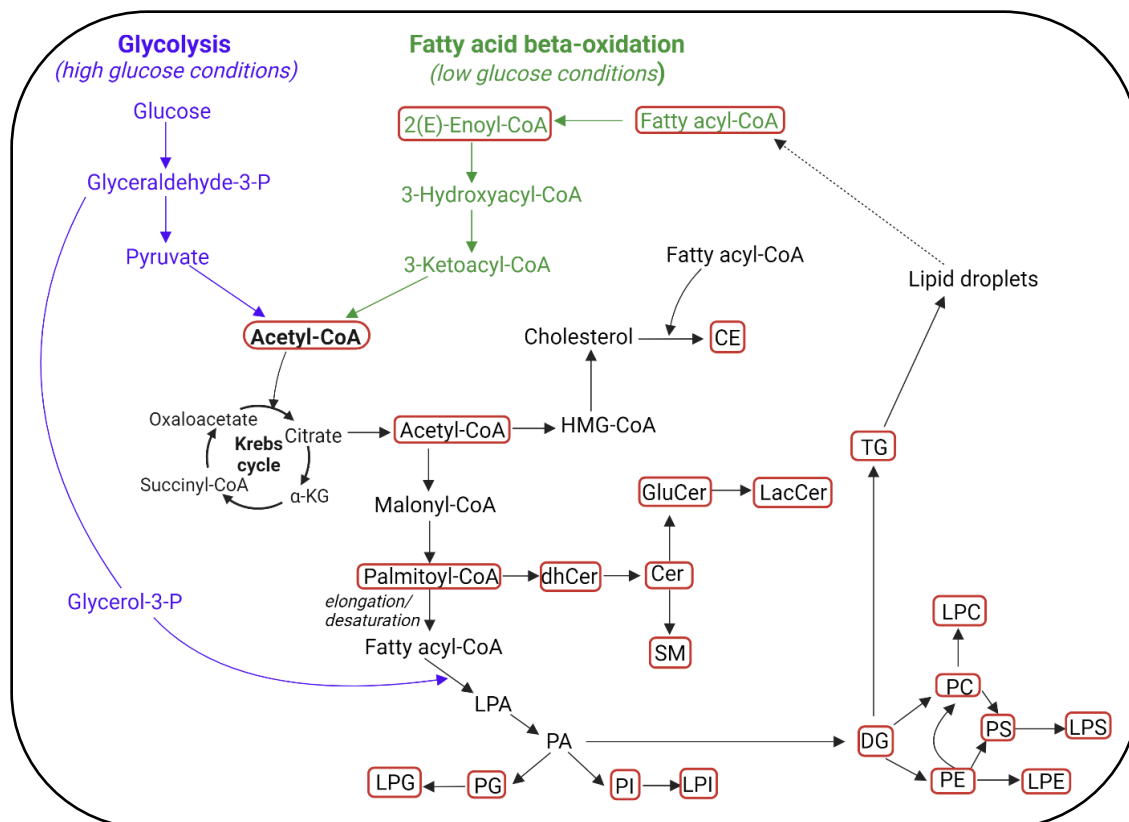 Glycolysis
(high glucose conditions)
Fatty acid beta-oxidation
(low glucose conditions)
Glucose
2(E)-Enoyl-CoA
Fatty acyl-CoA
Glyceraldehyde-3-P
3-Hydroxyacyl-CoA
Pyruvate
3-Ketoacyl-CoA
Fatty acyl-CoA
Lipid droplets
Acetyl-CoA
Cholesterol
CE
Oxaloacetate
Citrate
Krebs
cycle
Succinyl-CoA
α-KG
Acetyl-CoA
HMG-CoA
TG
Malonyl-CoA
GluCer
LacCer
Palmitoyl-CoA
dhCer
Cer
elongation/
desaturation
Glycerol-3-P
Fatty acyl-CoA
SM
LPC
LPA
PC
PA
DG
PS
LPS
LPG
PG
PI
LPI
PE
LPE